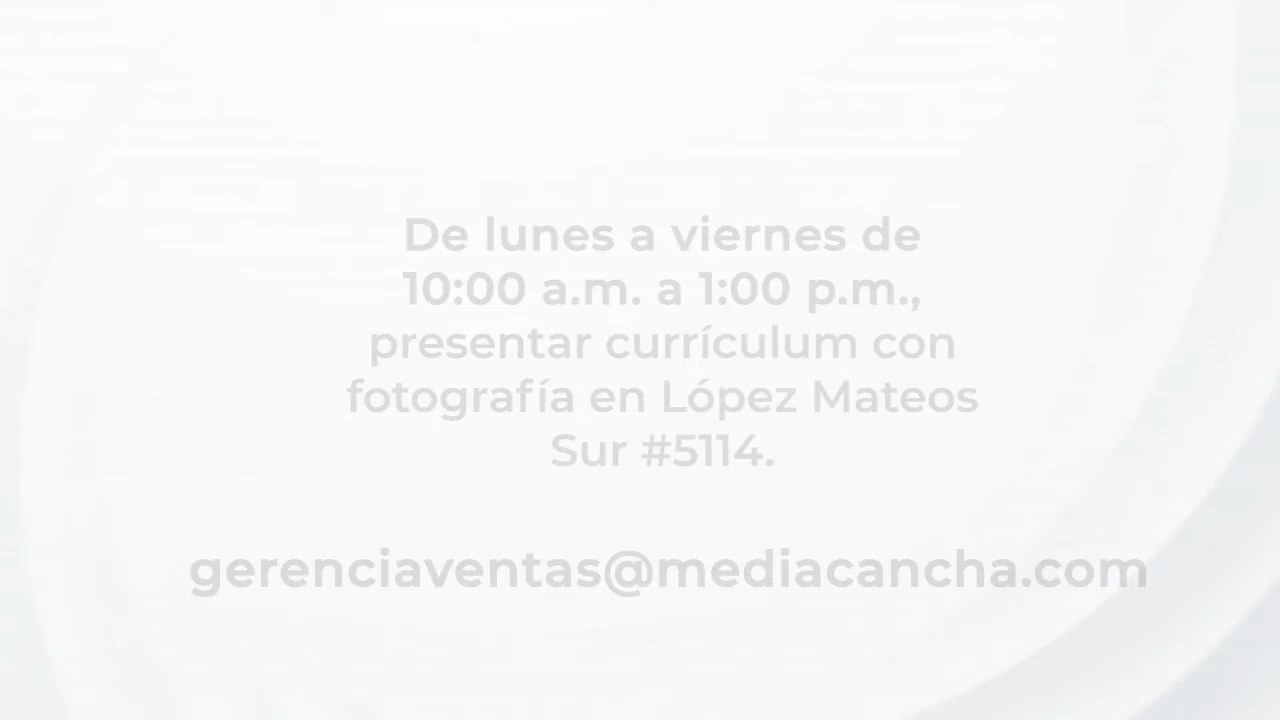 De lunes a viernes de
10:00 a.m. a 1:00 p.m.,
presentar currículum con
fotografía en López Mateos
Sur #5114.
gerenciaventas@mediacancha.com